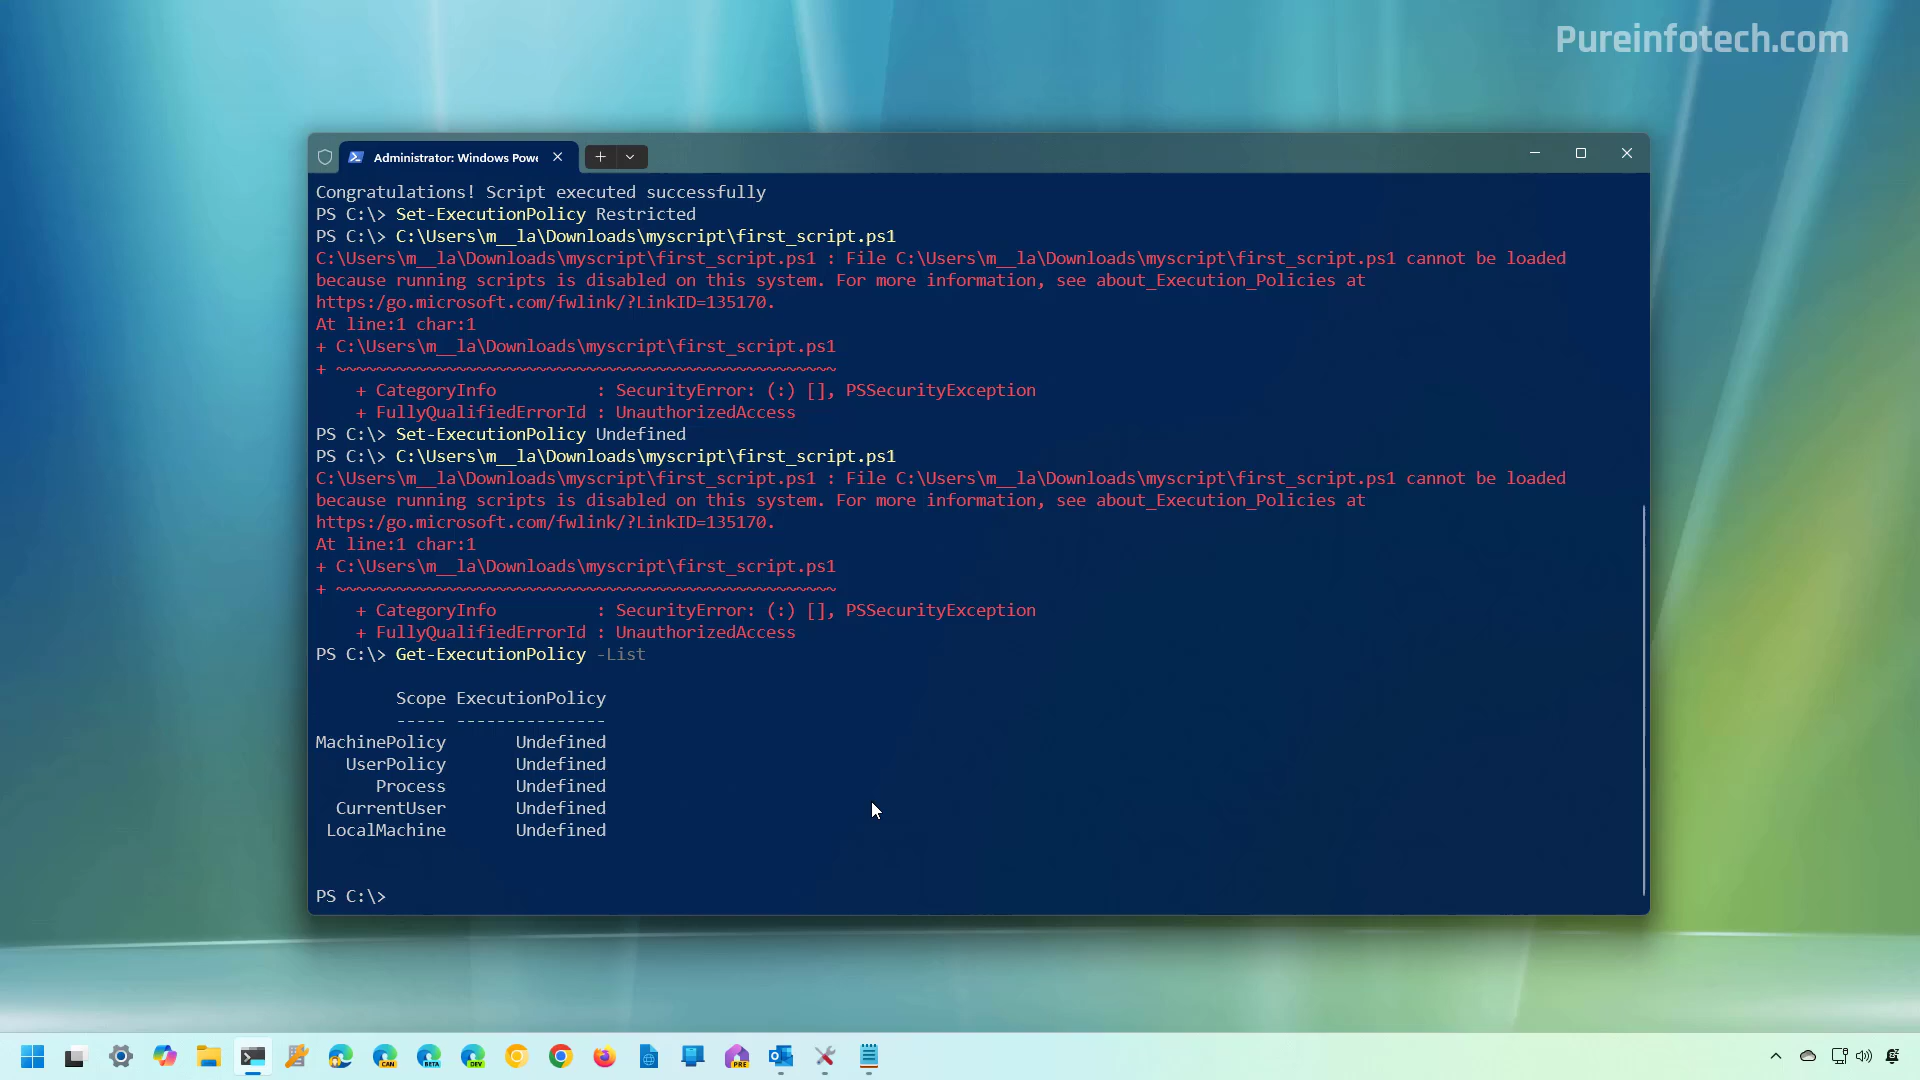 Pureinfotech.com
Administrator: Windows Powe
Congratulations! Script executed successfully
PS C:\> Set-ExecutionPolicy Restricted
PS C:\> C:\Users\m__la\Downloads\myscript\first_script.ps1
C:\Users\m__la\Downloads\myscript\first_script.ps1 : File C:\Users\m__la\Downloads\myscript\first_script.ps1 cannot be loaded
because running scripts is disabled on this system. For more information, see about_Execution_Policies at
https:/go.microsoft.com/fwlink/?LinkID=135170.
At line:1 char:1
+ C:\Users\m__la\Downloads\myscript\first_script.ps1
+ ~~~~~~~~~~~~~~~~~~~~~~~~~~~~~~~~~~~~~~~~~~~~~~~~~~
    + CategoryInfo          : SecurityError: (:) [], PSSecurityException
    + FullyQualifiedErrorId : UnauthorizedAccess
PS C:\> Set-ExecutionPolicy Undefined
PS C:\> C:\Users\m__la\Downloads\myscript\first_script.ps1
C:\Users\m__la\Downloads\myscript\first_script.ps1 : File C:\Users\m__la\Downloads\myscript\first_script.ps1 cannot be loaded
because running scripts is disabled on this system. For more information, see about_Execution_Policies at
https:/go.microsoft.com/fwlink/?LinkID=135170.
At line:1 char:1
+ C:\Users\m__la\Downloads\myscript\first_script.ps1
+ ~~~~~~~~~~~~~~~~~~~~~~~~~~~~~~~~~~~~~~~~~~~~~~~~~~
    + CategoryInfo          : SecurityError: (:) [], PSSecurityException
    + FullyQualifiedErrorId : UnauthorizedAccess
PS C:\> Get-ExecutionPolicy -List
        Scope ExecutionPolicy
        ----- ---------------
MachinePolicy       Undefined
   UserPolicy       Undefined
      Process       Undefined
  CurrentUser       Undefined
 LocalMachine       Undefined
PS C:\>
CAN BETA DEV PRE